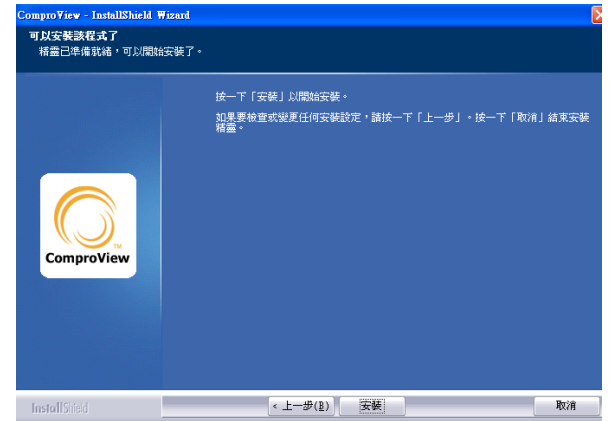 ComproView - InstallShield Wizard
可以安裝該程式了
精靈已準備就緒，可以開始安裝了。
按一下「安裝」以開始安裝。
如果要檢查或變更任何安裝設定，請按一下「上一步」。按一下「取消」結束安裝
精靈。
TM
ComproView
InstallShield
< 上一步(B)
安裝
取消